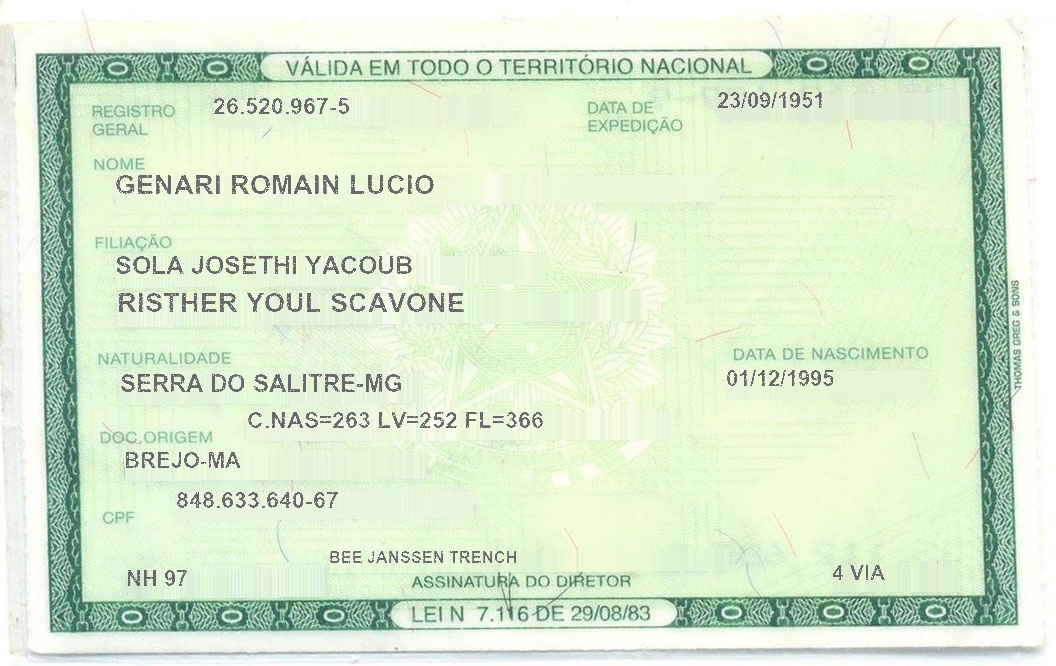 VÁLIDA EM TODO O TERRITÓRIO NACIONAL
REGISTRO GERAL 26.520.967-5 DATA DE EXPEDIÇÃO 23/09/1951
NOME
GENARI ROMAIN LUCIO
FILIAÇÃO
SOLA JOSETHI YACOUB
RISTHER YOUL SCAVONE
NATURALIDADE DATA DE NASCIMENTO
SERRA DO SALITRE-MG 01/12/1995
C.NAS=263 LV=252 FL=366
DOC.ORIGEM
BREJO-MA
848.633.640-67
CPF
BEE JANSSEN TRENCH
NH 97 ASSINATURA DO DIRETOR 4 VIA
LEI N 7.116 DE 29/08/83
THOMAS GREG & SONS